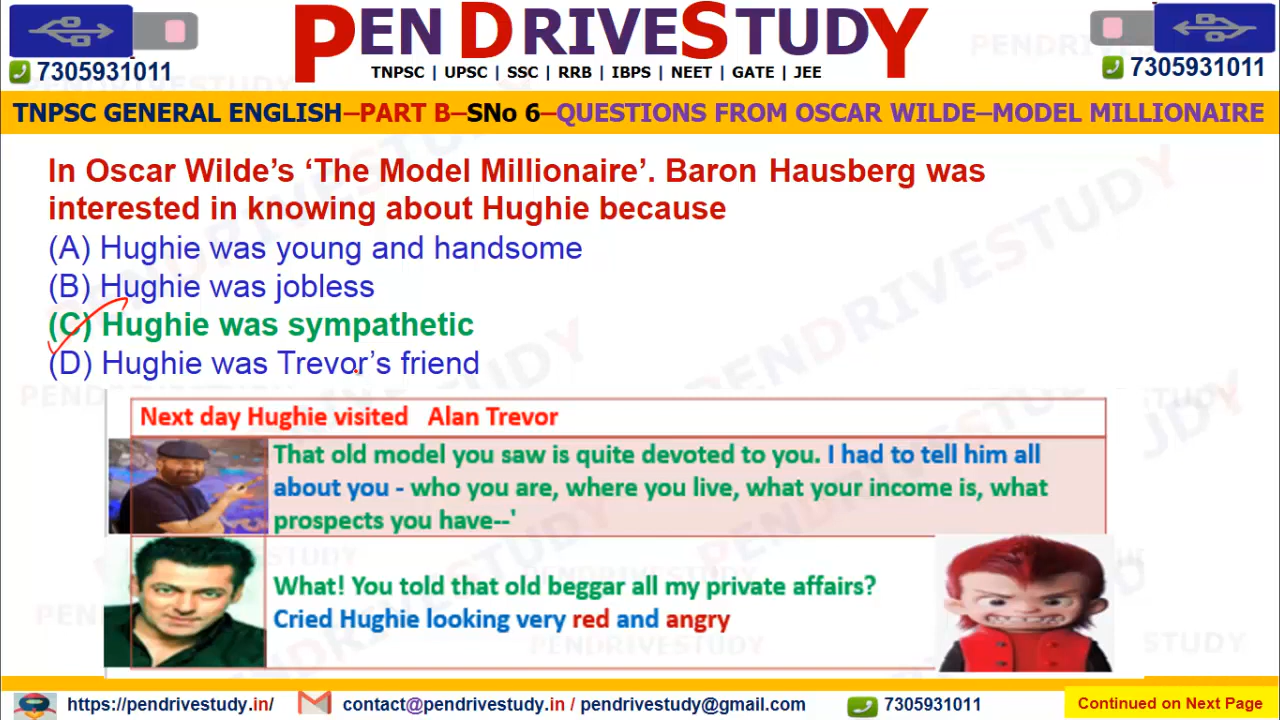 PEN DRIVESTUDY
7305931011
TNPSC | UPSC | SSC | RRB | IBPS | NEET | GATE | JEE
7305931011
TNPSC GENERAL ENGLISH–PART B–SNo 6–QUESTIONS FROM OSCAR WILDE–MODEL MILLIONAIRE
In Oscar Wilde's ‘The Model Millionaire’. Baron Hausberg was
interested in knowing about Hughie because
(A) Hughie was young and handsome
(B) Hughie was jobless
(C) Hughie was sympathetic
(D) Hughie was Trevor’s friend
Next day Hughie visited Alan Trevor
That old model you saw is quite devoted to you. I had to tell him all
about you - who you are, where you live, what your income is, what
prospects you have--'
What! You told that old beggar all my private affairs?
Cried Hughie looking very red and angry
https://pendrivestudy.in/
contact@pendrivestudy.in / pendrivestudy@gmail.com
7305931011
Continued on Next Page